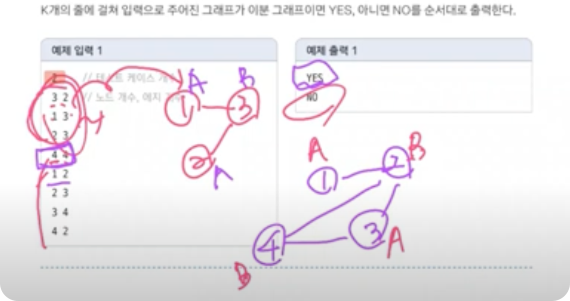 K개의 줄에 걸쳐 입력으로 주어진 그래프가 이분 그래프이면 YES, 아니면 NO를 순서대로 출력한다.
예제 입력 1
예제 출력 1
2 // 테스트 케이스 개수
3 2 // 노드 개수, 에지
1 3
2 3
4 4
1 2
2 3
3 4
4 2
YES
NO
A B
1 3
2 A
A B
1 2
4 3 A
B